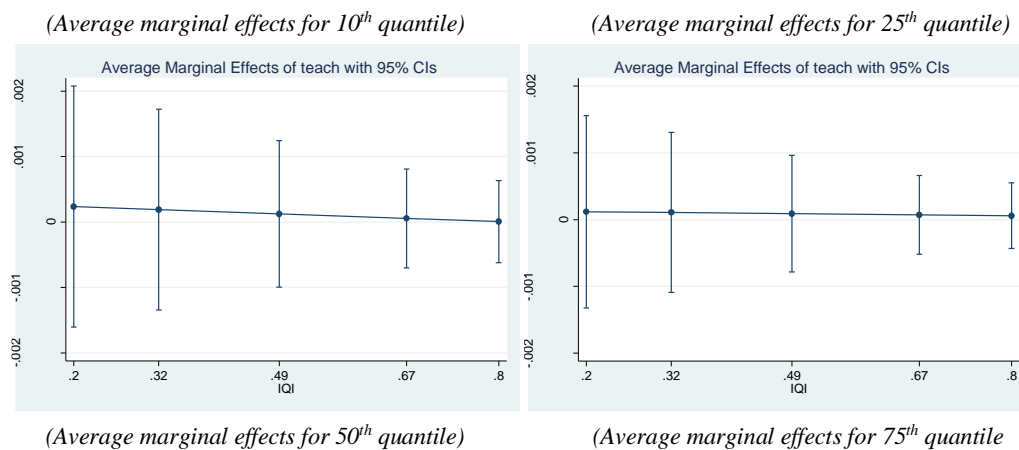 (Average marginal effects for 10th quantile) (Average marginal effects for 25th quantile)
Average Marginal Effects of teach with 95% CIs
.002
.001
0
-.001
-.002
.2 .32 .49 .67 .8
IQI
Average Marginal Effects of teach with 95% CIs
.002
.001
0
-.001
-.002
.2 .32 .49 .67 .8
IQI
(Average marginal effects for 50th quantile) (Average marginal effects for 75th quantile